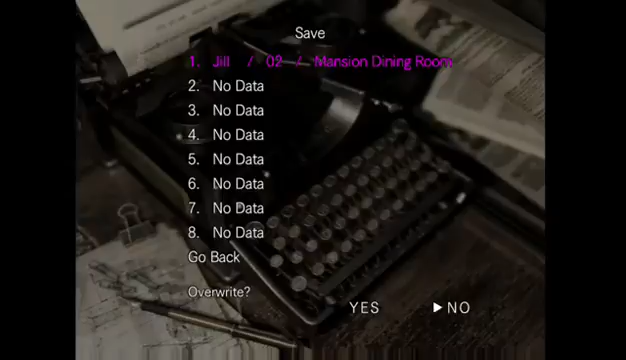 Save
1. Jill / 02 / Mansion Dining Room
2. No Data
3. No Data
4. No Data
5. No Data
6. No Data
7. No Data
8. No Data
Go Back
Overwrite?
YES ▶NO